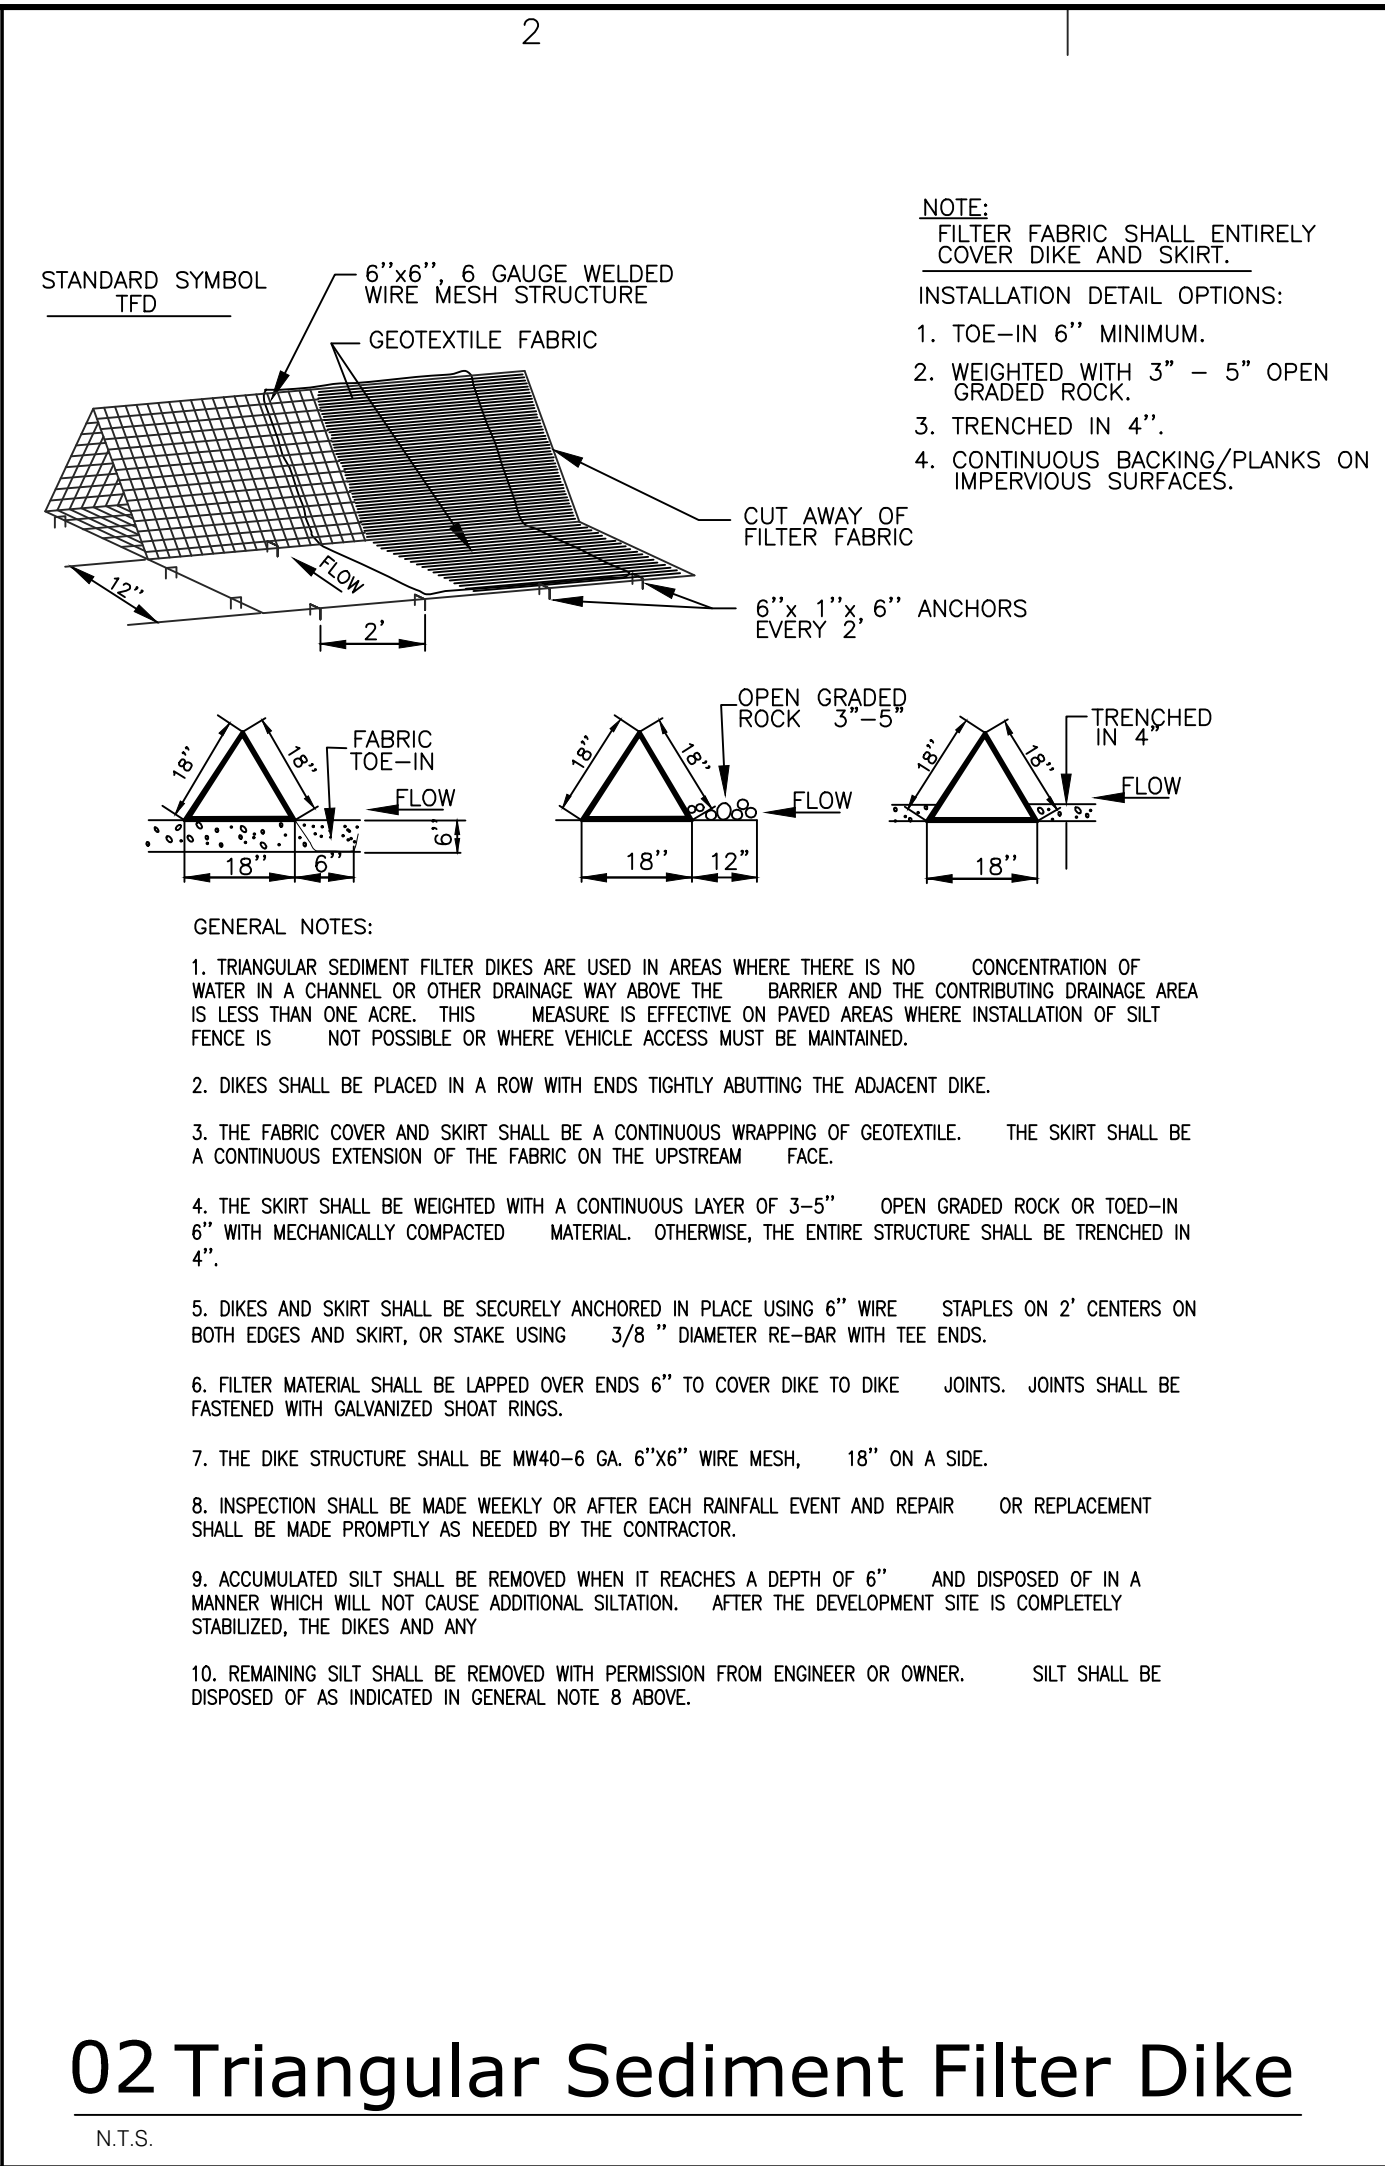 2
STANDARD SYMBOL
TFD
6''x6'', 6 GAUGE WELDED
WIRE MESH STRUCTURE
GEOTEXTILE FABRIC
NOTE:
FILTER FABRIC SHALL ENTIRELY
COVER DIKE AND SKIRT.
INSTALLATION DETAIL OPTIONS:
1. TOE-IN 6'' MINIMUM.
2. WEIGHTED WITH 3" - 5" OPEN
GRADED ROCK.
3. TRENCHED IN 4''.
4. CONTINUOUS BACKING/PLANKS ON
IMPERVIOUS SURFACES.
CUT AWAY OF
FILTER FABRIC
FLOW
12''
2'
6''x 1''x 6'' ANCHORS
EVERY 2'
18''
18''
FABRIC
TOE-IN
FLOW
6''
18''
6''
18''
18''
OPEN GRADED
ROCK 3"-5"
FLOW
18''
12"
18''
18''
TRENCHED
IN 4"
FLOW
18''
GENERAL NOTES:
1. TRIANGULAR SEDIMENT FILTER DIKES ARE USED IN AREAS WHERE THERE IS NO CONCENTRATION OF
WATER IN A CHANNEL OR OTHER DRAINAGE WAY ABOVE THE BARRIER AND THE CONTRIBUTING DRAINAGE AREA
IS LESS THAN ONE ACRE. THIS MEASURE IS EFFECTIVE ON PAVED AREAS WHERE INSTALLATION OF SILT
FENCE IS NOT POSSIBLE OR WHERE VEHICLE ACCESS MUST BE MAINTAINED.
2. DIKES SHALL BE PLACED IN A ROW WITH ENDS TIGHTLY ABUTTING THE ADJACENT DIKE.
3. THE FABRIC COVER AND SKIRT SHALL BE A CONTINUOUS WRAPPING OF GEOTEXTILE. THE SKIRT SHALL BE
A CONTINUOUS EXTENSION OF THE FABRIC ON THE UPSTREAM FACE.
4. THE SKIRT SHALL BE WEIGHTED WITH A CONTINUOUS LAYER OF 3-5'' OPEN GRADED ROCK OR TOED-IN
6'' WITH MECHANICALLY COMPACTED MATERIAL. OTHERWISE, THE ENTIRE STRUCTURE SHALL BE TRENCHED IN
4''.
5. DIKES AND SKIRT SHALL BE SECURELY ANCHORED IN PLACE USING 6'' WIRE STAPLES ON 2' CENTERS ON
BOTH EDGES AND SKIRT, OR STAKE USING 3/8 '' DIAMETER RE-BAR WITH TEE ENDS.
6. FILTER MATERIAL SHALL BE LAPPED OVER ENDS 6'' TO COVER DIKE TO DIKE JOINTS. JOINTS SHALL BE
FASTENED WITH GALVANIZED SHOAT RINGS.
7. THE DIKE STRUCTURE SHALL BE MW40-6 GA. 6''X6'' WIRE MESH, 18'' ON A SIDE.
8. INSPECTION SHALL BE MADE WEEKLY OR AFTER EACH RAINFALL EVENT AND REPAIR OR REPLACEMENT
SHALL BE MADE PROMPTLY AS NEEDED BY THE CONTRACTOR.
9. ACCUMULATED SILT SHALL BE REMOVED WHEN IT REACHES A DEPTH OF 6'' AND DISPOSED OF IN A
MANNER WHICH WILL NOT CAUSE ADDITIONAL SILTATION. AFTER THE DEVELOPMENT SITE IS COMPLETELY
STABILIZED, THE DIKES AND ANY
10. REMAINING SILT SHALL BE REMOVED WITH PERMISSION FROM ENGINEER OR OWNER. SILT SHALL BE
DISPOSED OF AS INDICATED IN GENERAL NOTE 8 ABOVE.
02 Triangular Sediment Filter Dike
N.T.S.